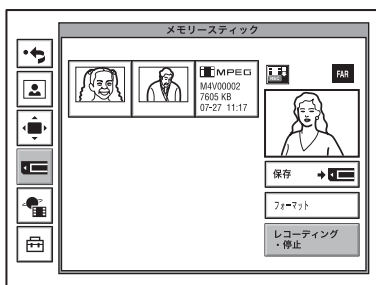 メモリースティック
MPEG
M4V00002
7605 KB
07-27 11:17
FAR
保存
フォーマット
レコーディング
・停止